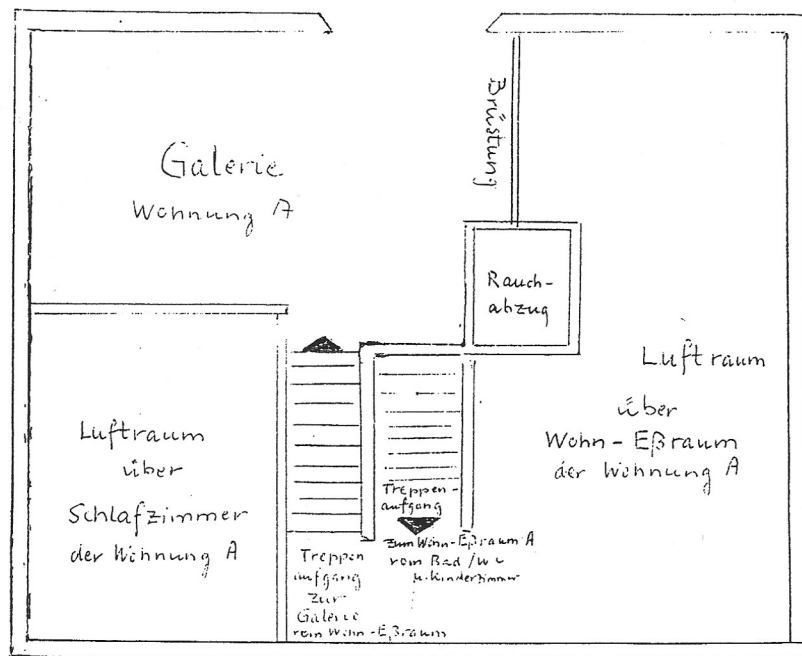 Brüstung
Galerie
Wohnung A
Rauch-
abzug
Luftraum
über
Wohn-Eßraum
der Wohnung A
Luftraum
über
Schlafzimmer
der Wohnung A
Treppen-
aufgang
zum Wohn-Eßraum A
vom Bad/WC
u. Kinderzimmer
Treppen
aufgang
zur
Galerie
vom Wohn-Eßraum